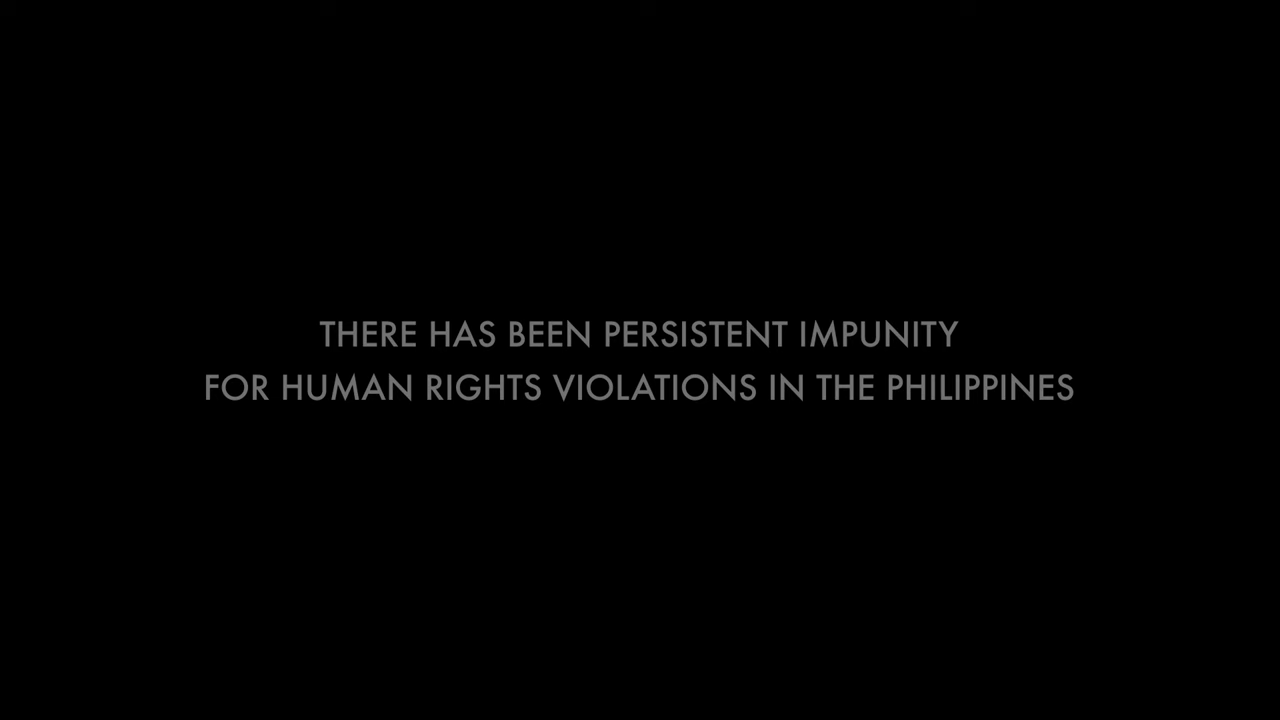 THERE HAS BEEN PERSISTENT IMPUNITY
FOR HUMAN RIGHTS VIOLATIONS IN THE PHILIPPINES